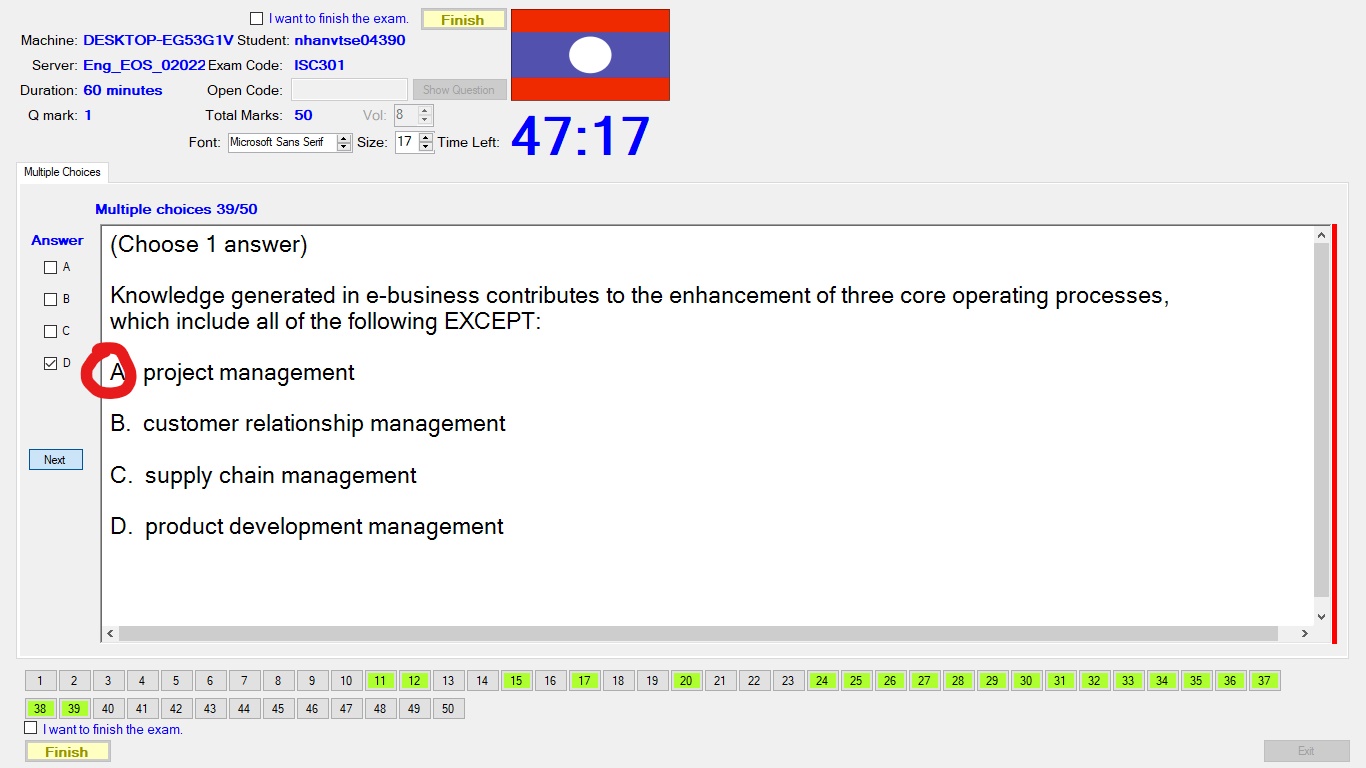 I want to finish the exam. Finish
Machine: DESKTOP-EG53G1V Student: nhanvtse04390
Server: Eng_EOS_02022 Exam Code: ISC301
Duration: 60 minutes Open Code: Show Question
Q mark: 1 Total Marks: 50 Vol: 8
Font: Microsoft Sans Serif Size: 17 Time Left: 47:17
Multiple Choices
Multiple choices 39/50
Answer
A
B
C
D
Next
(Choose 1 answer)
Knowledge generated in e-business contributes to the enhancement of three core operating processes,
which include all of the following EXCEPT:
A. project management
B. customer relationship management
C. supply chain management
D. product development management
1 2 3 4 5 6 7 8 9 10 11 12 13 14 15 16 17 18 19 20 21 22 23 24 25 26 27 28 29 30 31 32 33 34 35 36 37
38 39 40 41 42 43 44 45 46 47 48 49 50
I want to finish the exam.
Finish
Exit